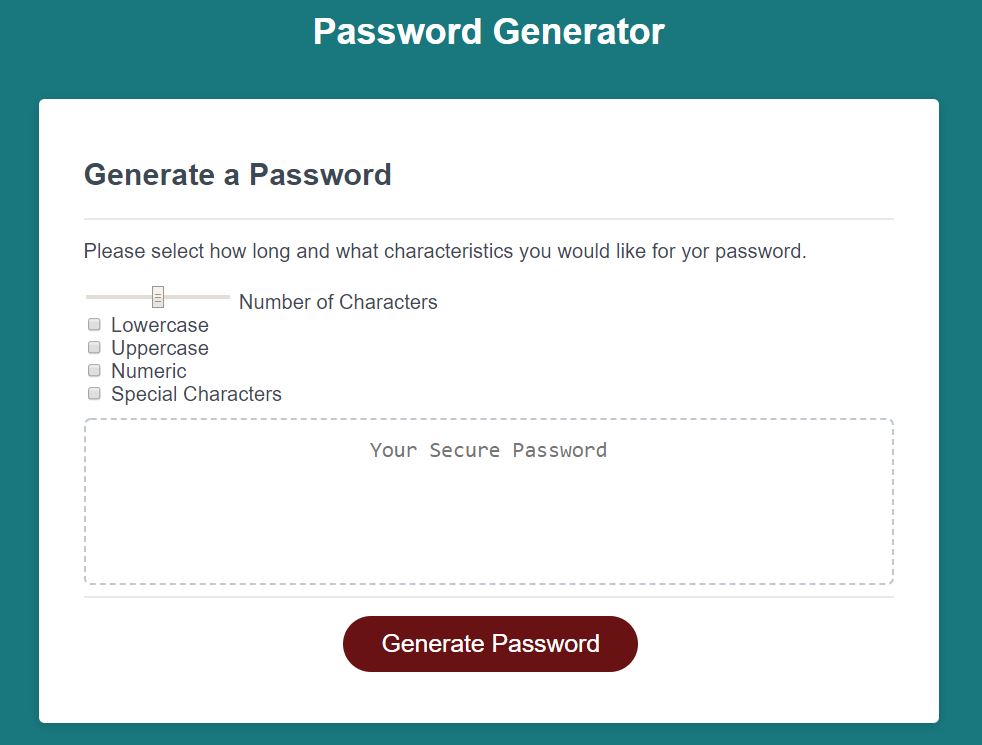 Password Generator
Generate a Password
Please select how long and what characteristics you would like for yor password.
Number of Characters
Lowercase
Uppercase
Numeric
Special Characters
Your Secure Password
Generate Password